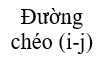 Đường
chéo (i-j)